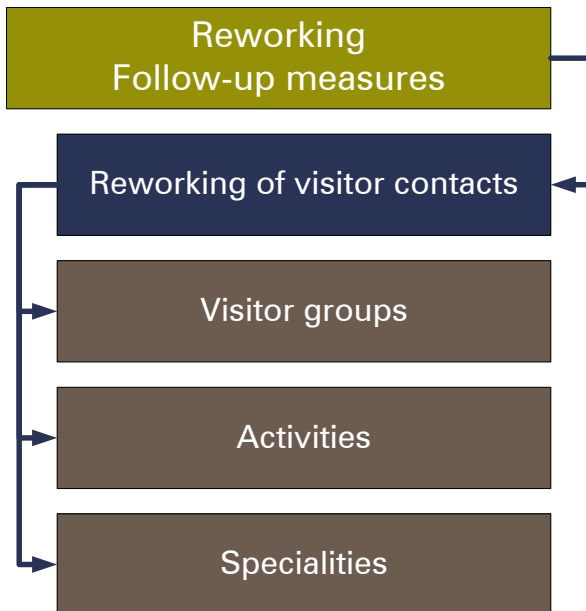 Reworking
Follow-up measures
Reworking of visitor contacts
Visitor groups
Activities
Specialities